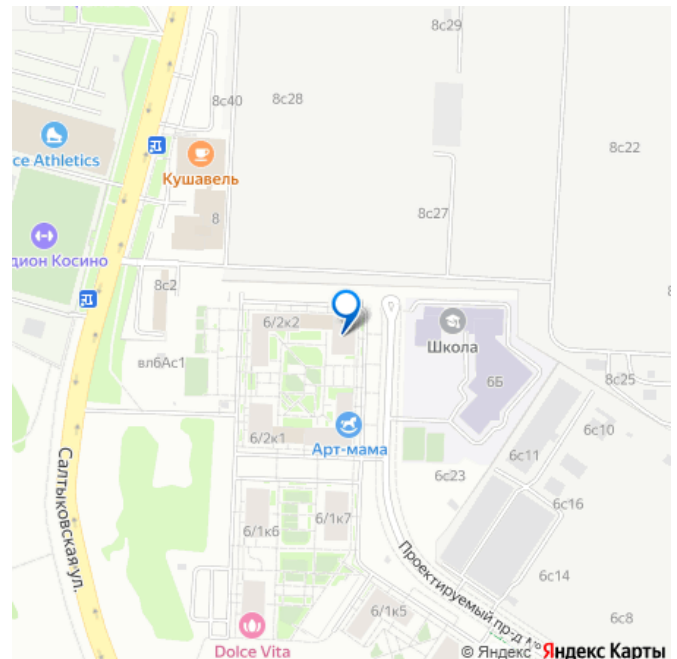 8с29
8с40
8с28
8с22
ce Athletics
Кушавель
8с27
8
дион Косино
8с2
6/2к2
Школа
вл6Ас1
6Б
8с25
6/2к1
Арт-мама
6с10
6с11
6с23
Салтыковская ул.
6/1к6
6/1к7
6с16
Проектируемый пр-д №
6с14
6/1к5
6с8
Dolce Vita
© Яндекс Яндекс Карты